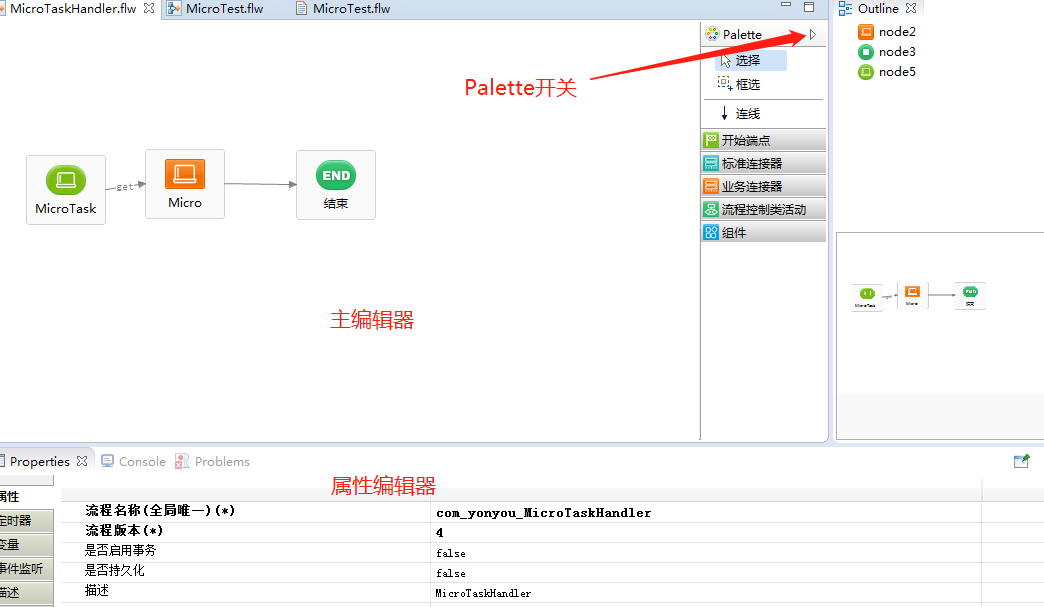 MicroTaskHandler.flw
MicroTest.flw
MicroTest.flw
Outline
Palette
选择
框选
连线
开始端点
标准连接器
业务连接器
流程控制类活动
组件
node2
node3
node5
Palette开关
MicroTask
get
Micro
END
结束
主编辑器
MicroTask
Micro
END
结束
Properties
Console
Problems
属性编辑器
属性
定时器
变量
事件监听
描述
流程名称(全局唯一)(*) com_yonyou_MicroTaskHandler
流程版本(*) 4
是否启用事务 false
是否持久化 false
描述 MicroTaskHandler